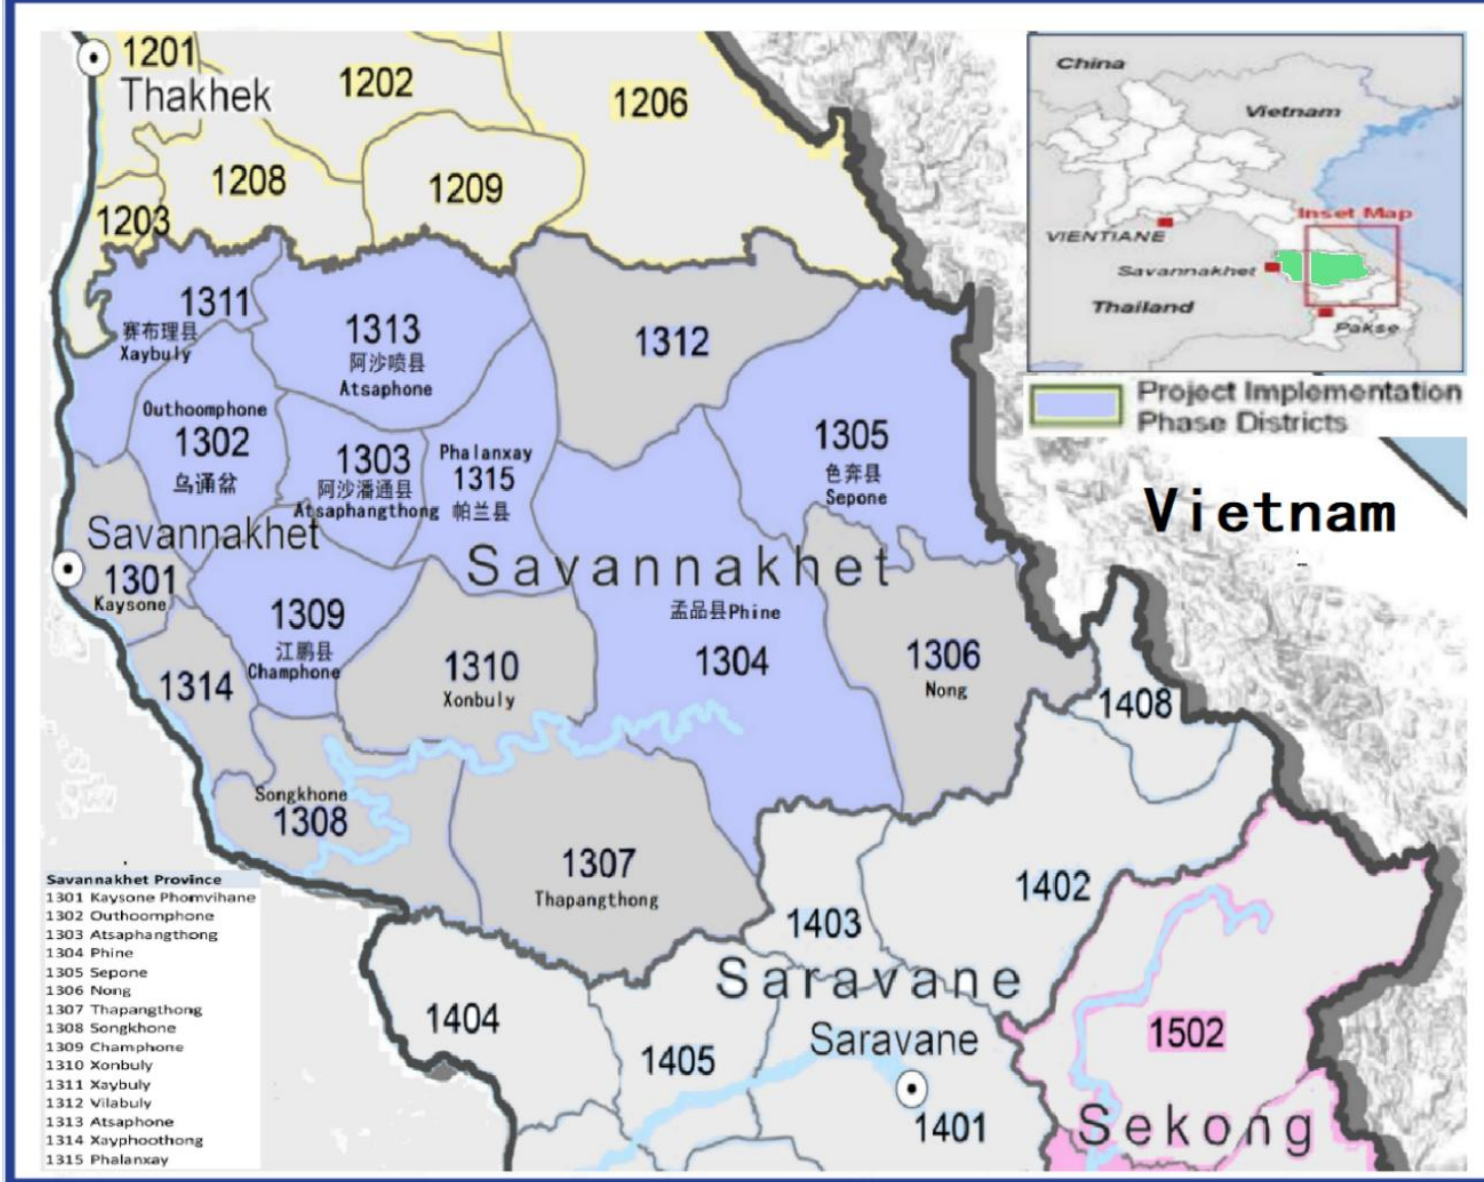 1201
Thakhek
1202
1206
1208
1209
1203
China
Vietnam
Inset Map
VIENTIANE
Savannakhet
Thailand
Pakse
Project Implementation
Phase Districts
1311
赛布理县
Xaybuly
1313
阿沙喷县
Atsaphone
1312
Outhoomphone
1302
乌通盆
1303
阿沙潘通县
Atsaphangthong
Phalanxay
1315
帕兰县
1305
色奔县
Sepone
Vietnam
Savannakhet
1301
Kaysone
Savannakhet
1309
江鹏县
Champhone
孟品县Phine
1304
1310
Xonbuly
1306
Nong
1314
1408
Songkhone
1308
1307
Thapangthong
1402
1403
Saravane
1404
1405
Saravane
1401
1502
Sekong
Savannakhet Province
1301 Kaysone Phomvihane
1302 Outhoomphone
1303 Atsaphangthong
1304 Phine
1305 Sepone
1306 Nong
1307 Thapangthong
1308 Songkhone
1309 Champhone
1310 Xonbuly
1311 Xaybuly
1312 Vilabuly
1313 Atsaphone
1314 Xayphoothong
1315 Phalanxay